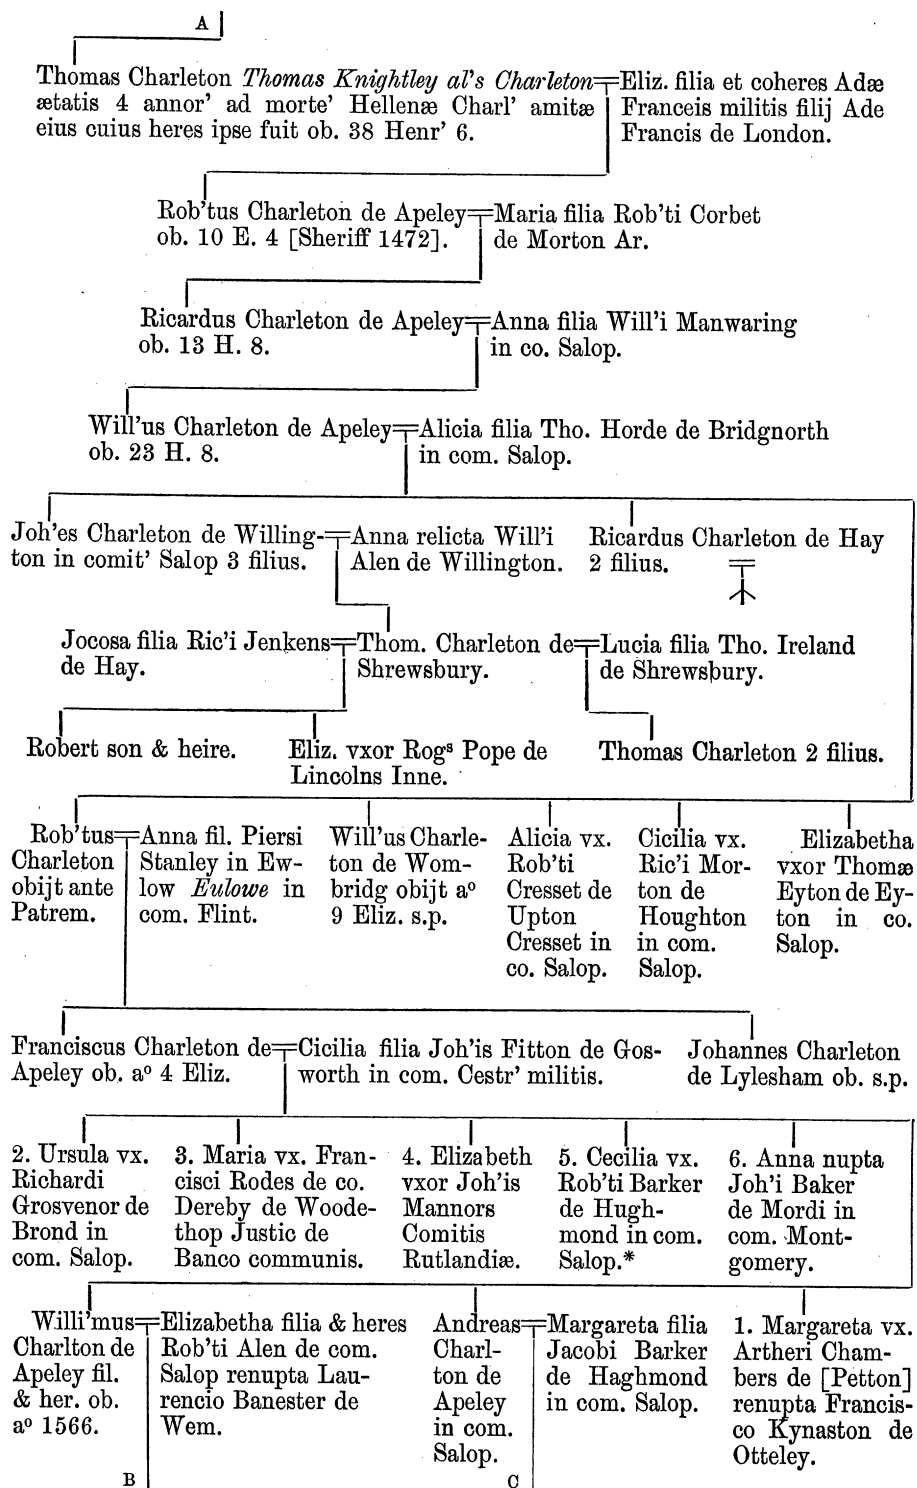 A
Thomas Charleton Thomas Knightley al's Charleton
ætatis 4 annor' ad morte' Hellenæ Charl' amitæ
eius cuius heres ipse fuit ob. 38 Henr' 6.
Eliz. filia et coheres Adæ
Franceis militis filij Ade
Francis de London.
Rob'tus Charleton de Apeley
ob. 10 E. 4 [Sheriff 1472].
Maria filia Rob'ti Corbet
de Morton Ar.
Ricardus Charleton de Apeley
ob. 13 H. 8.
Anna filia Will'i Manwaring
in co. Salop.
Will'us Charleton de Apeley
ob. 23 H. 8.
Alicia filia Tho. Horde de Bridgnorth
in com. Salop.
Joh'es Charleton de Willing-
ton in comit' Salop 3 filius.
Anna relicta Will'i
Alen de Willington.
Ricardus Charleton de Hay
2 filius.
Jocosa filia Ric'i Jenkens
de Hay.
Thom. Charleton de
Shrewsbury.
Lucia filia Tho. Ireland
de Shrewsbury.
Robert son & heire.
Eliz. vxor Rogs Pope de
Lincolns Inne.
Thomas Charleton 2 filius.
Rob'tus
Charleton
obijt ante
Patrem.
Anna fil. Piersi
Stanley in Ew-
low Eulowe in
com. Flint.
Will'us Charle-
ton de Wom-
bridg obijt ao
9 Eliz. s.p.
Alicia vx.
Rob'ti
Cresset de
Upton
Cresset in
co. Salop.
Cicilia vx.
Ric'i Mor-
ton de
Houghton
in com.
Salop.
Elizabetha
vxor Thomæ
Eyton de Ey-
ton in co.
Salop.
Franciscus Charleton de
Apeley ob. ao 4 Eliz.
Cicilia filia Joh'is Fitton de Gos-
worth in com. Cestr' militis.
Johannes Charleton
de Lylesham ob. s.p.
2. Ursula vx.
Richardi
Grosvenor de
Brond in
com. Salop.
3. Maria vx. Fran-
cisci Rodes de co.
Dereby de Woode-
thop Justic de
Banco communis.
4. Elizabeth
vxor Joh'is
Mannors
Comitis
Rutlandiæ.
5. Cecilia vx.
Rob'ti Barker
de Hugh-
mond in com.
Salop.*
6. Anna nupta
Joh'i Baker
de Mordi in
com. Mont-
gomery.
Willi'mus
Charlton de
Apeley fil.
& her. ob.
ao 1566.
Elizabetha filia & heres
Rob'ti Alen de com.
Salop renupta Lau-
rencio Banester de
Wem.
Andreas
Charl-
ton de
Apeley
in com.
Salop.
Margareta filia
Jacobi Barker
de Haghmond
in com. Salop.
1. Margareta vx.
Artheri Cham-
bers de [Petton]
renupta Francis-
co Kynaston de
Otteley.
B
C